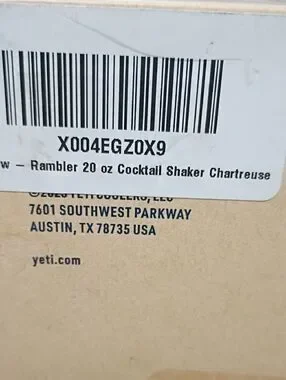 X004EGZ0X9
w – Rambler 20 oz Cocktail Shaker Chartreuse
7601 SOUTHWEST PARKWAY
AUSTIN, TX 78735 USA
yeti.com